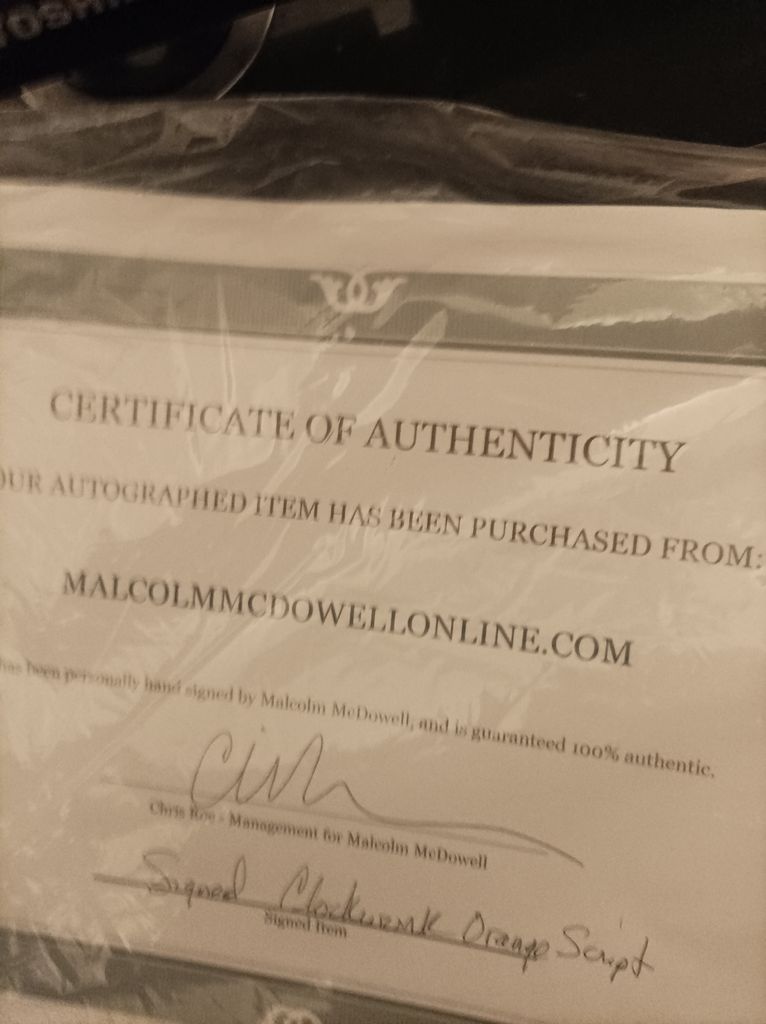 CERTIFICATE OF AUTHENTICITY
OUR AUTOGRAPHED ITEM HAS BEEN PURCHASED FROM:
MALCOLMMCDOWELLONLINE.COM
has been personally hand signed by Malcolm McDowell, and is guaranteed 100% authentic.
Chris Roe - Management for Malcolm McDowell
Signed Clockwork Orange Script
Signed Item